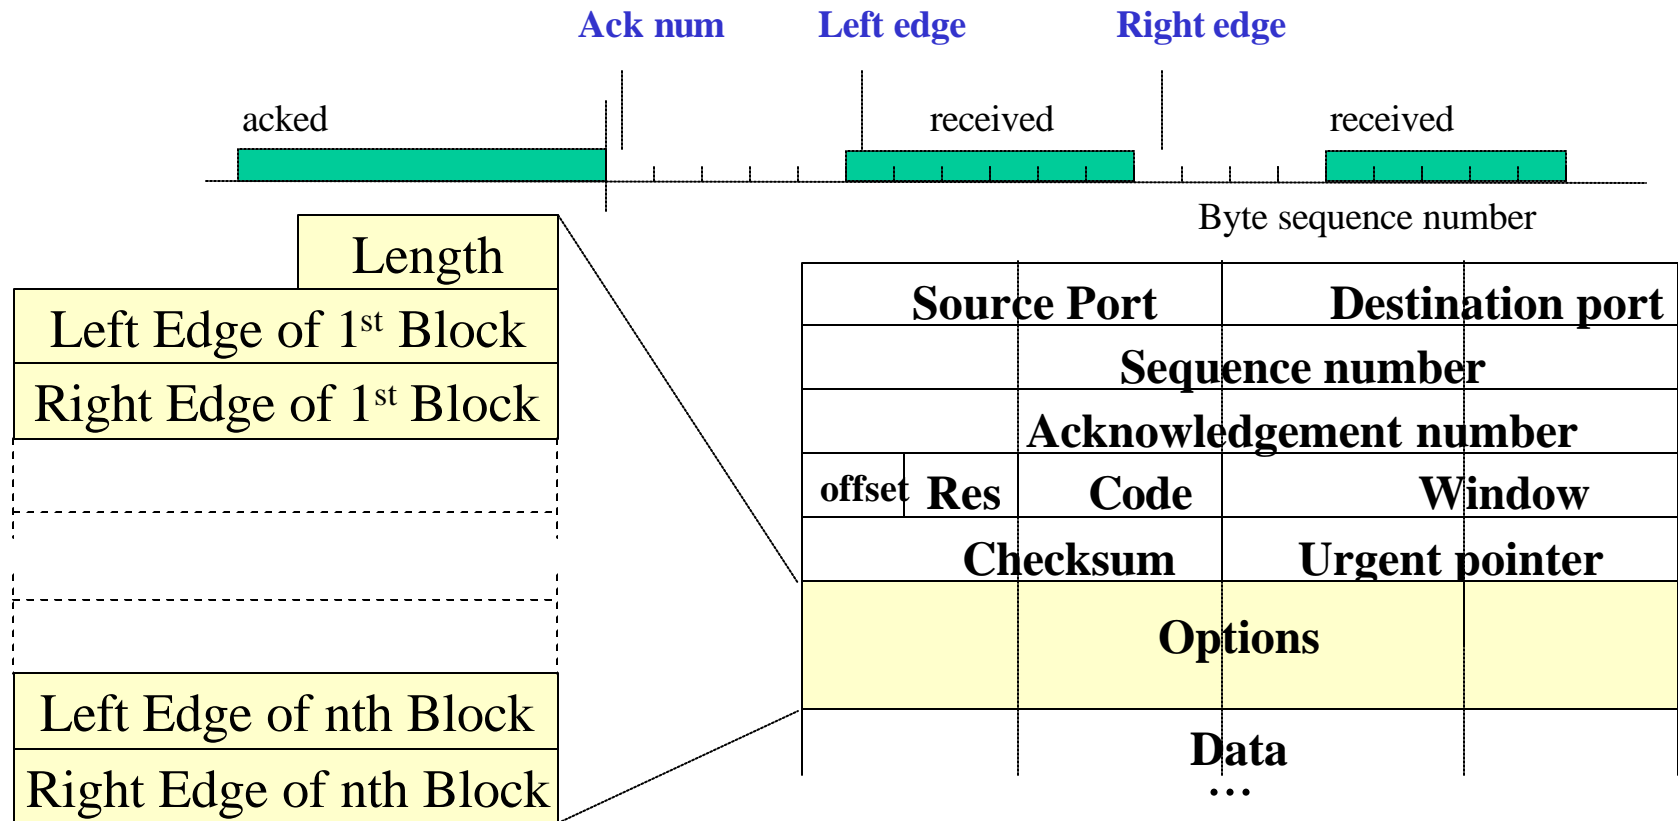 Ack num Left edge Right edge
acked received received
Byte sequence number
Length
Left Edge of 1st Block
Right Edge of 1st Block
Left Edge of nth Block
Right Edge of nth Block
Source Port Destination port
Sequence number
Acknowledgement number
offset Res Code Window
Checksum Urgent pointer
Options
Data
...